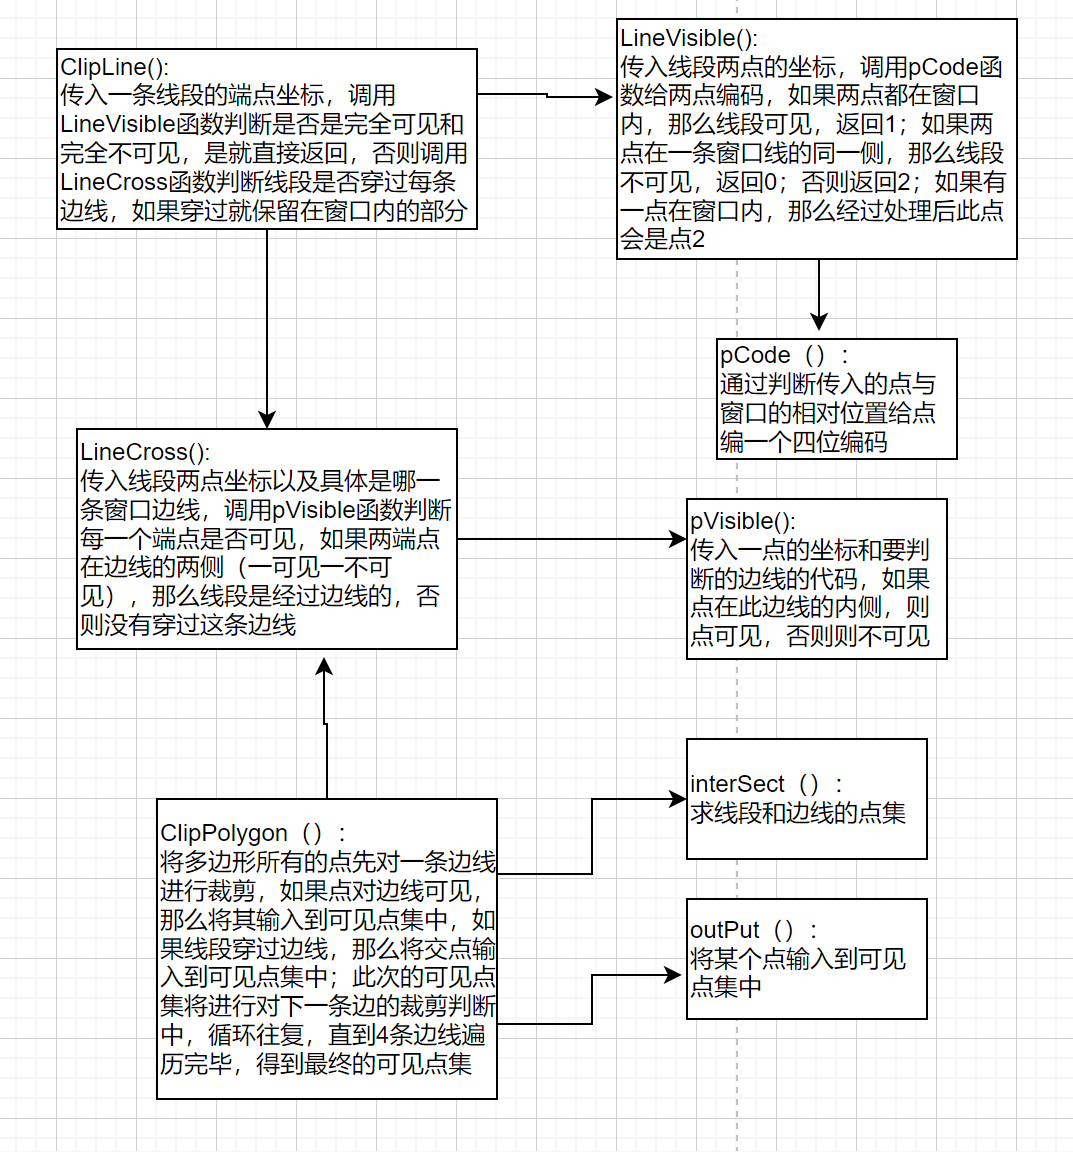 ClipLine():
传入一条线段的端点坐标，调用
LineVisible函数判断是否是完全可见和
完全不可见，是就直接返回，否则调用
LineCross函数判断线段是否穿过每条
边线，如果穿过就保留在窗口内的部分
LineVisible():
传入线段两点的坐标，调用pCode函
数给两点编码，如果两点都在窗口
内，那么线段可见，返回1；如果两
点在一条窗口线的同一侧，那么线段
不可见，返回0；否则返回2；如果有
一点在窗口内，那么经过处理后此点
会是点2
pCode（）：
通过判断传入的点与
窗口的相对位置给点
编一个四位编码
LineCross():
传入线段两点坐标以及具体是哪一
条窗口边线，调用pVisible函数判断
每一个端点是否可见，如果两端点
在边线的两侧（一可见一不可
见），那么线段是经过边线的，否
则没有穿过这条边线
pVisible():
传入一点的坐标和要判
断的边线的代码，如果
点在此边线的内侧，则
点可见，否则则不可见
interSect（）：
求线段和边线的点集
ClipPolygon（）：
将多边形所有的点先对一条边线
进行裁剪，如果点对边线可见，
那么将其输入到可见点集中，如
果线段穿过边线，那么将交点输
入到可见点集中；此次的可见点
集将进行对下一条边的裁剪判断
中，循环往复，直到4条边线遍
历完毕，得到最终的可见点集
outPut（）：
将某个点输入到可见
点集中